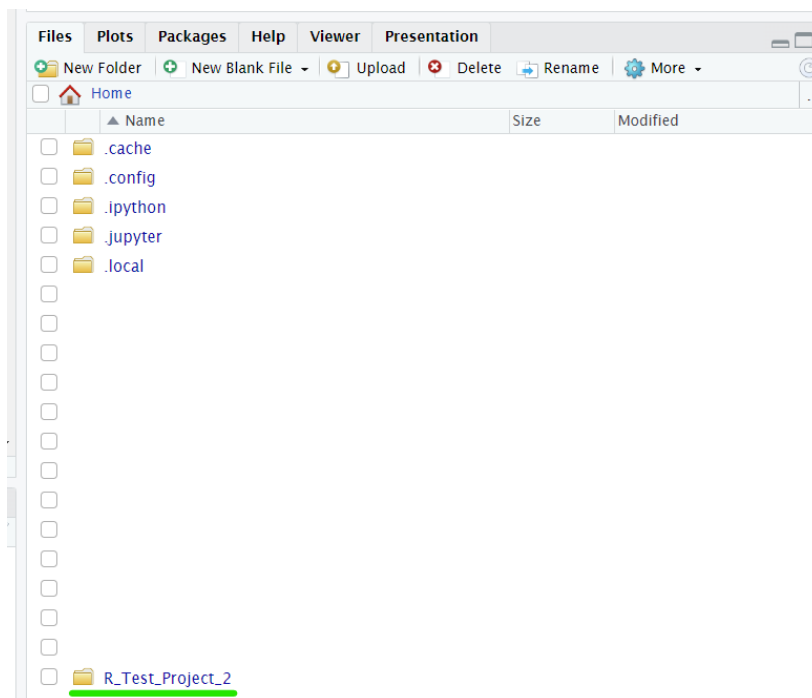 Files Plots Packages Help Viewer Presentation
New Folder New Blank File Upload Delete Rename More
Home
Name Size Modified
.cache
.config
.ipython
.jupyter
.local
R_Test_Project_2